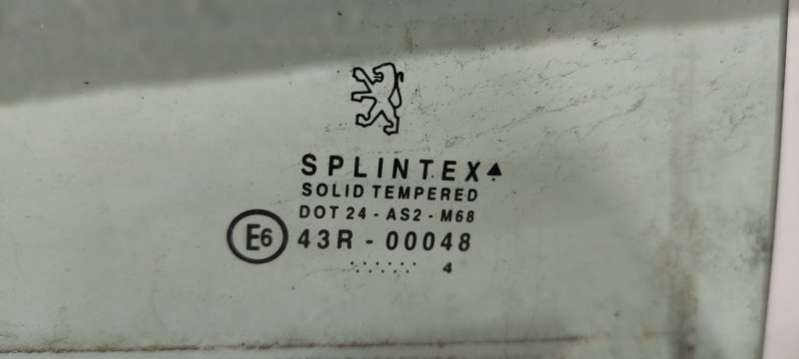 SPLINTEX
SOLID TEMPERED
DOT 24 - AS2 - M68
E6 43R - 00048
4